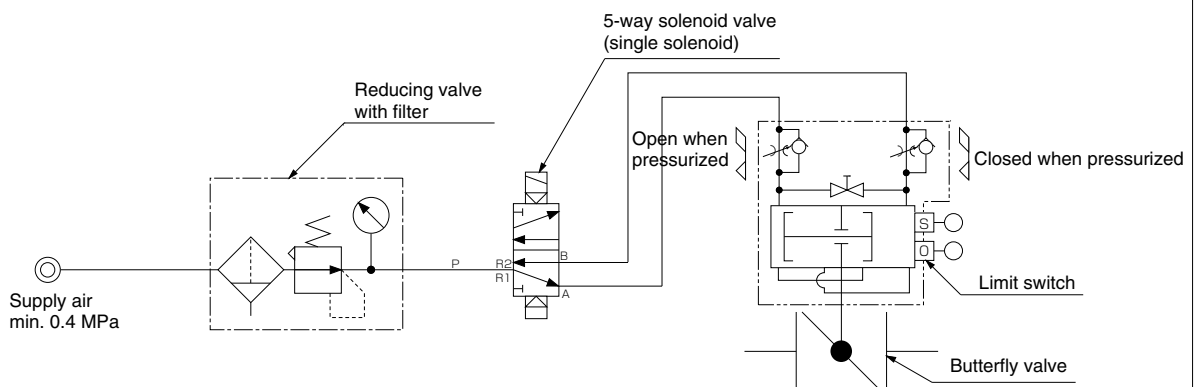 5-way solenoid valve
(single solenoid)
Reducing valve
with filter
Open when
pressurized
Closed when pressurized
S
O
B
P
R2
R1
A
Supply air
min. 0.4 MPa
Limit switch
Butterfly valve